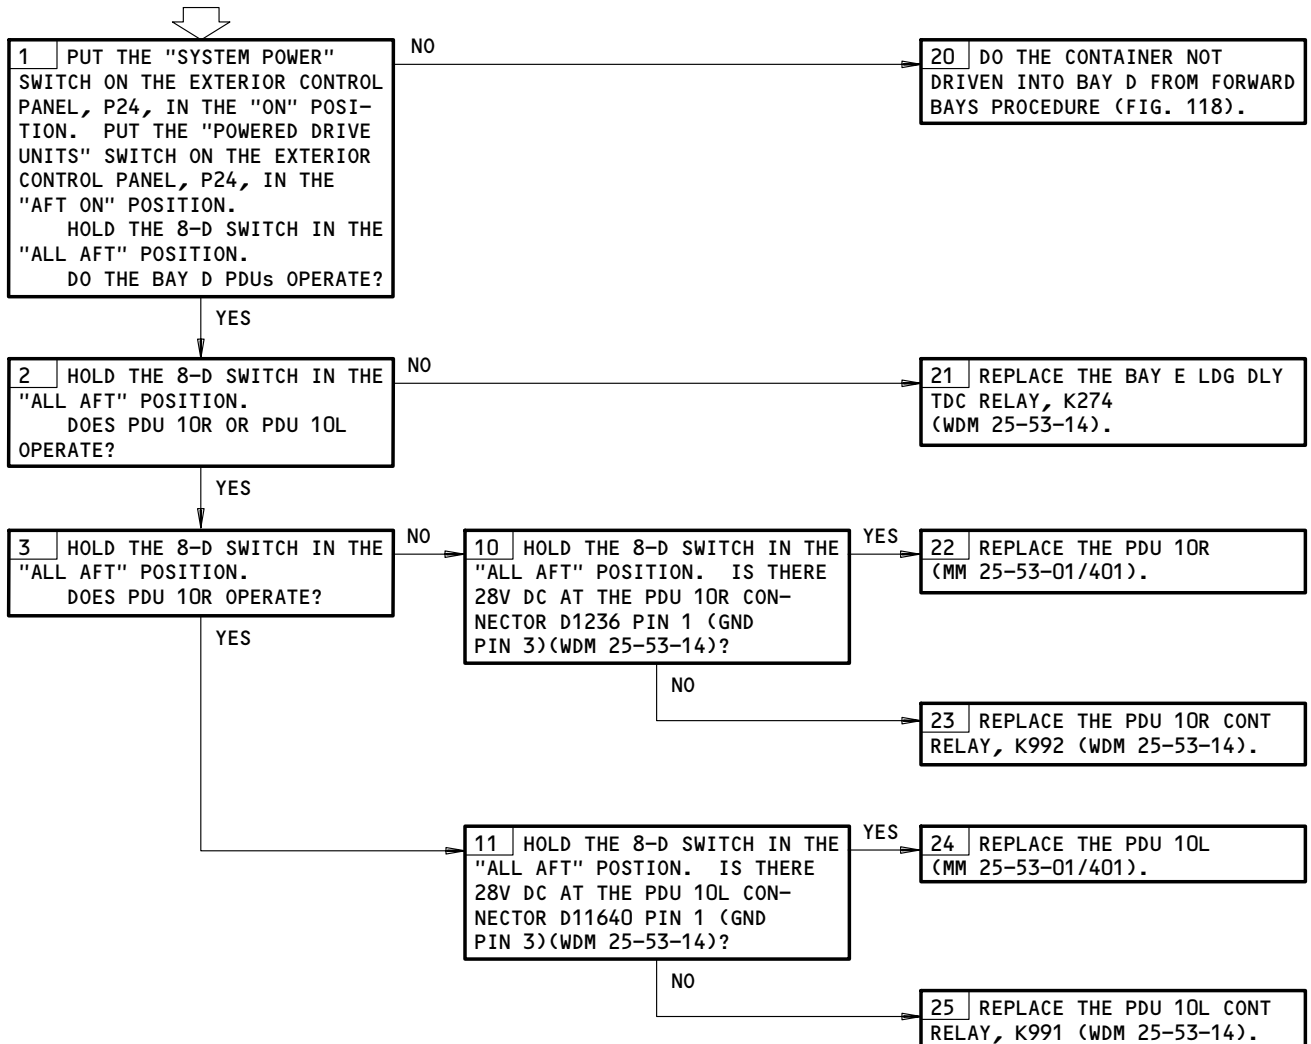 1 PUT THE "SYSTEM POWER"
SWITCH ON THE EXTERIOR CONTROL
PANEL, P24, IN THE "ON" POSI-
TION. PUT THE "POWERED DRIVE
UNITS" SWITCH ON THE EXTERIOR
CONTROL PANEL, P24, IN THE
"AFT ON" POSITION.
HOLD THE 8-D SWITCH IN THE
"ALL AFT" POSITION.
DO THE BAY D PDUs OPERATE?
NO
20 DO THE CONTAINER NOT
DRIVEN INTO BAY D FROM FORWARD
BAYS PROCEDURE (FIG. 118).
YES
2 HOLD THE 8-D SWITCH IN THE
"ALL AFT" POSITION.
DOES PDU 10R OR PDU 10L
OPERATE?
NO
21 REPLACE THE BAY E LDG DLY
TDC RELAY, K274
(WDM 25-53-14).
YES
3 HOLD THE 8-D SWITCH IN THE
"ALL AFT" POSITION.
DOES PDU 10R OPERATE?
NO
10 HOLD THE 8-D SWITCH IN THE
"ALL AFT" POSITION. IS THERE
28V DC AT THE PDU 10R CON-
NECTOR D1236 PIN 1 (GND
PIN 3)(WDM 25-53-14)?
YES
22 REPLACE THE PDU 10R
(MM 25-53-01/401).
YES
NO
23 REPLACE THE PDU 10R CONT
RELAY, K992 (WDM 25-53-14).
11 HOLD THE 8-D SWITCH IN THE
"ALL AFT" POSTION. IS THERE
28V DC AT THE PDU 10L CON-
NECTOR D11640 PIN 1 (GND
PIN 3)(WDM 25-53-14)?
YES
24 REPLACE THE PDU 10L
(MM 25-53-01/401).
NO
25 REPLACE THE PDU 10L CONT
RELAY, K991 (WDM 25-53-14).